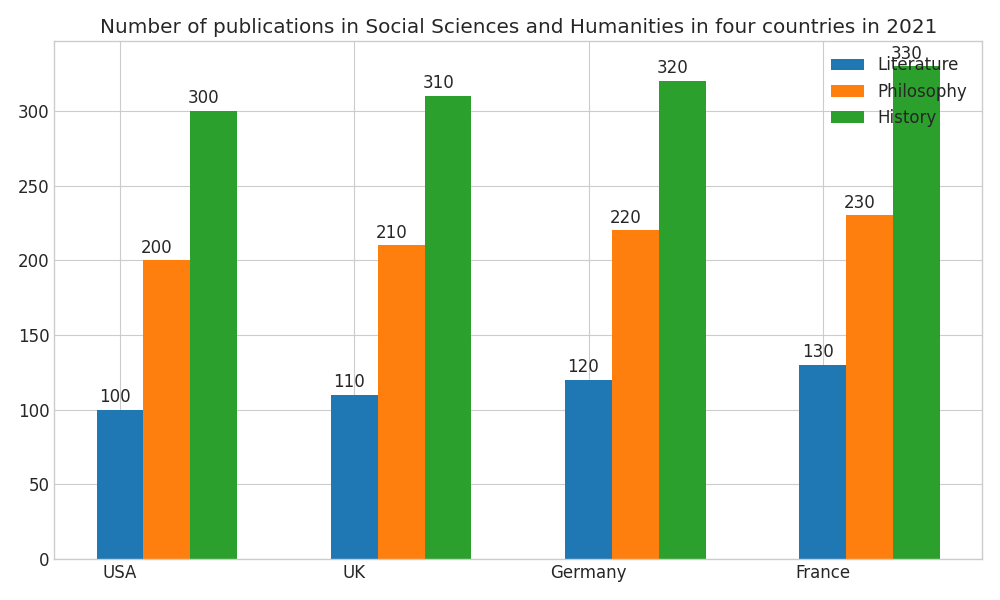 Number of publications in Social Sciences and Humanities in four countries in 2021
Literature
Philosophy
History
300
250
200
150
100
50
0
100
200
300
110
210
310
120
220
320
130
230
330
USA
UK
Germany
France